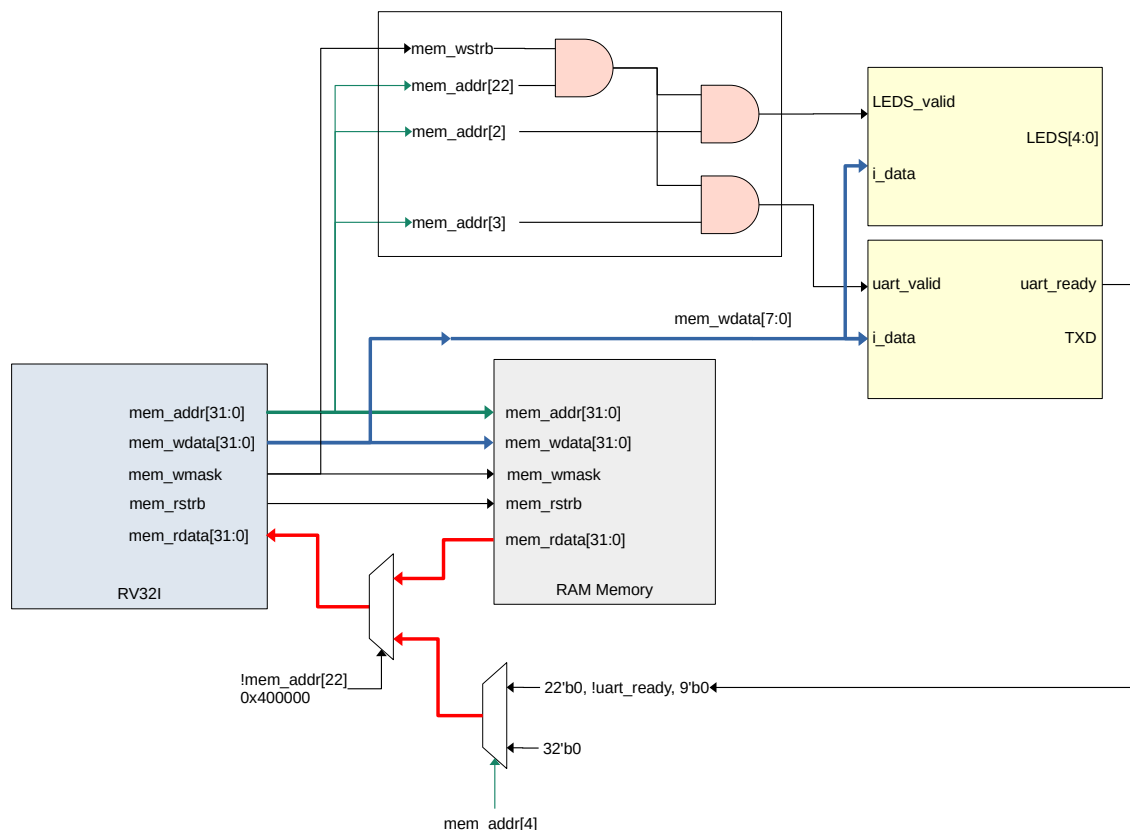 mem_wstrb
mem_addr[22]
mem_addr[2]
mem_addr[3]
LEDS_valid
LEDS[4:0]
i_data
uart_valid
uart_ready
i_data
TXD
mem_wdata[7:0]
mem_addr[31:0]
mem_wdata[31:0]
mem_wmask
mem_rstrb
mem_rdata[31:0]
RV32I
mem_addr[31:0]
mem_wdata[31:0]
mem_wmask
mem_rstrb
mem_rdata[31:0]
RAM Memory
!mem_addr[22]
0x400000
22'b0, !uart_ready, 9'b0
32'b0
mem_addr[4]